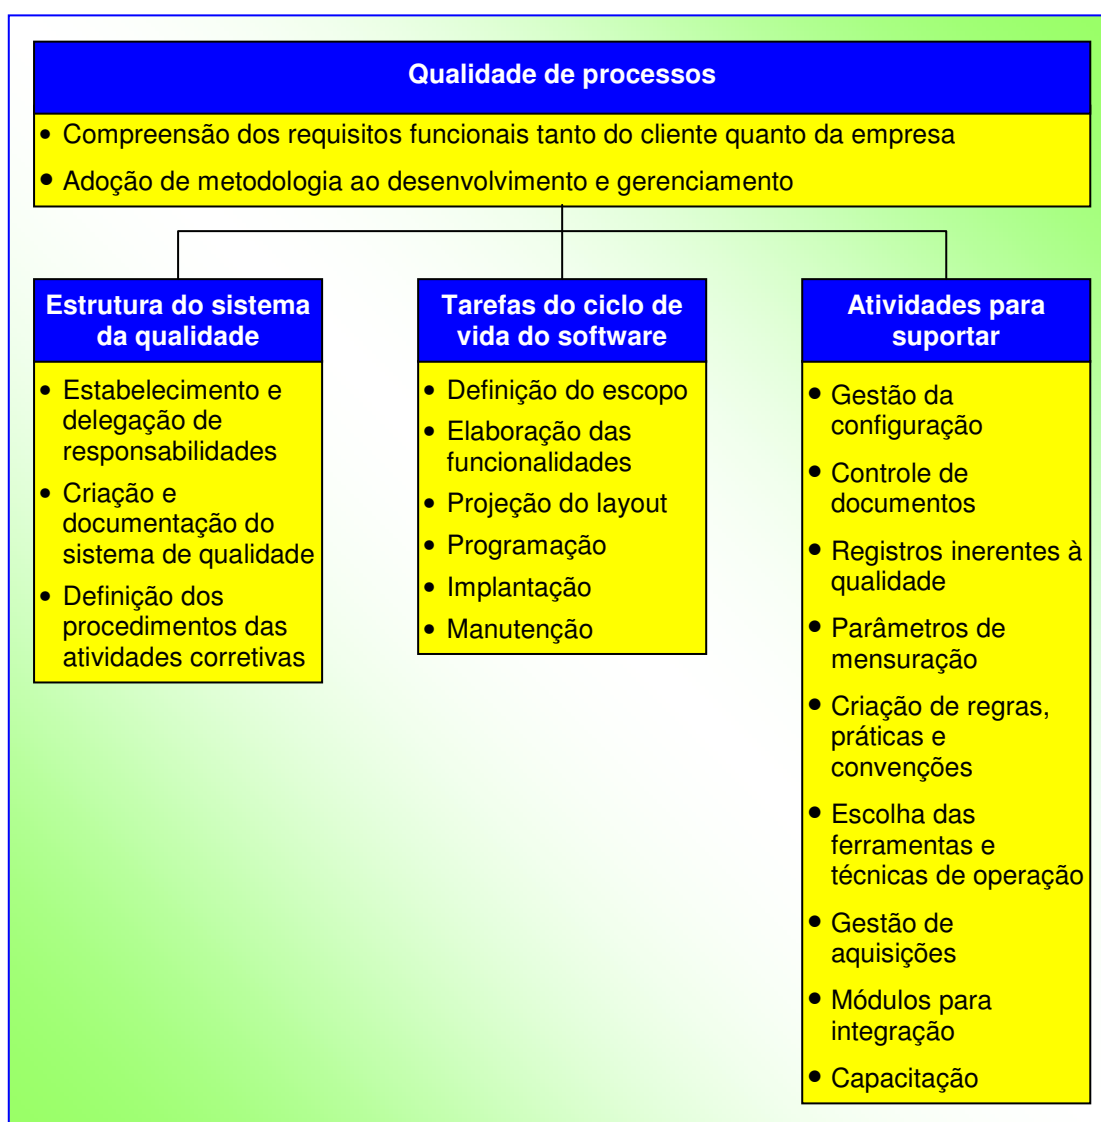 Qualidade de processos
• Compreensão dos requisitos funcionais tanto do cliente quanto da empresa
• Adoção de metodologia ao desenvolvimento e gerenciamento
Estrutura do sistema
da qualidade
• Estabelecimento e
delegação de
responsabilidades
• Criação e
documentação do
sistema de qualidade
• Definição dos
procedimentos das
atividades corretivas
Tarefas do ciclo de
vida do software
• Definição do escopo
• Elaboração das
funcionalidades
• Projeção do layout
• Programação
• Implantação
• Manutenção
Atividades para
suportar
• Gestão da
configuração
• Controle de
documentos
• Registros inerentes à
qualidade
• Parâmetros de
mensuração
• Criação de regras,
práticas e
convenções
• Escolha das
ferramentas e
técnicas de operação
• Gestão de
aquisições
• Módulos para
integração
• Capacitação